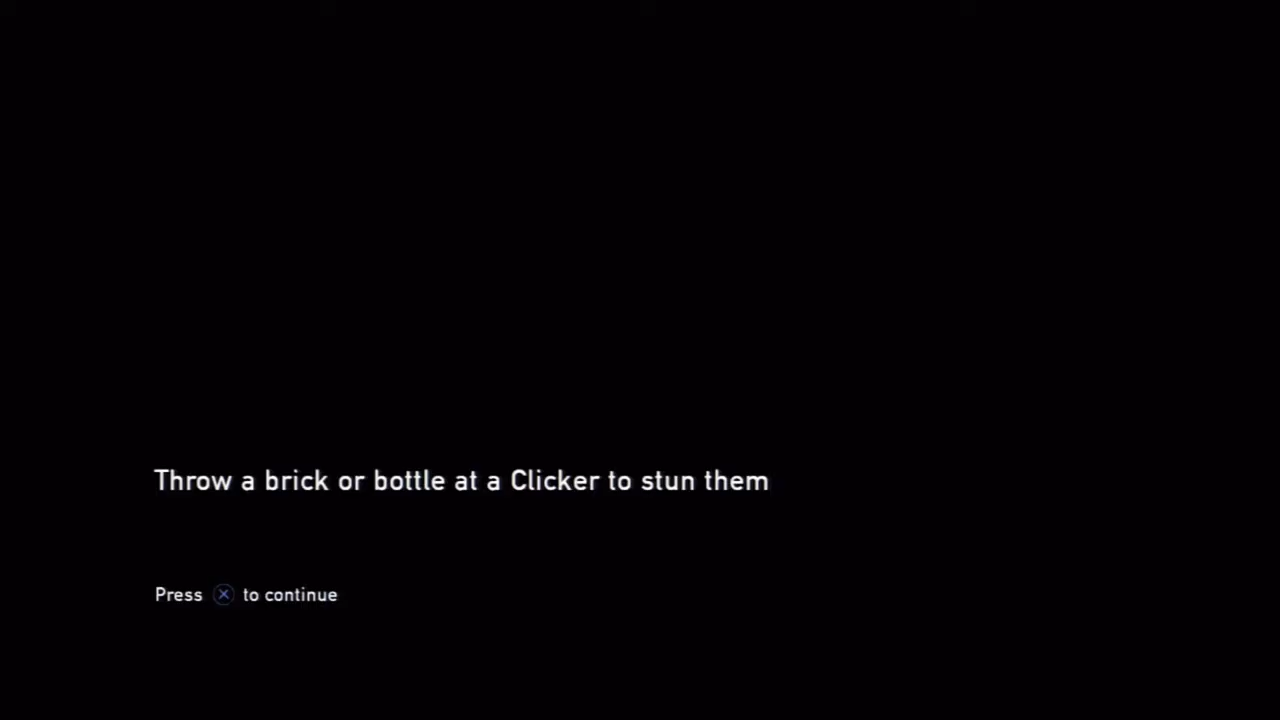 Throw a brick or bottle at a Clicker to stun them
Press ⓧ to continue